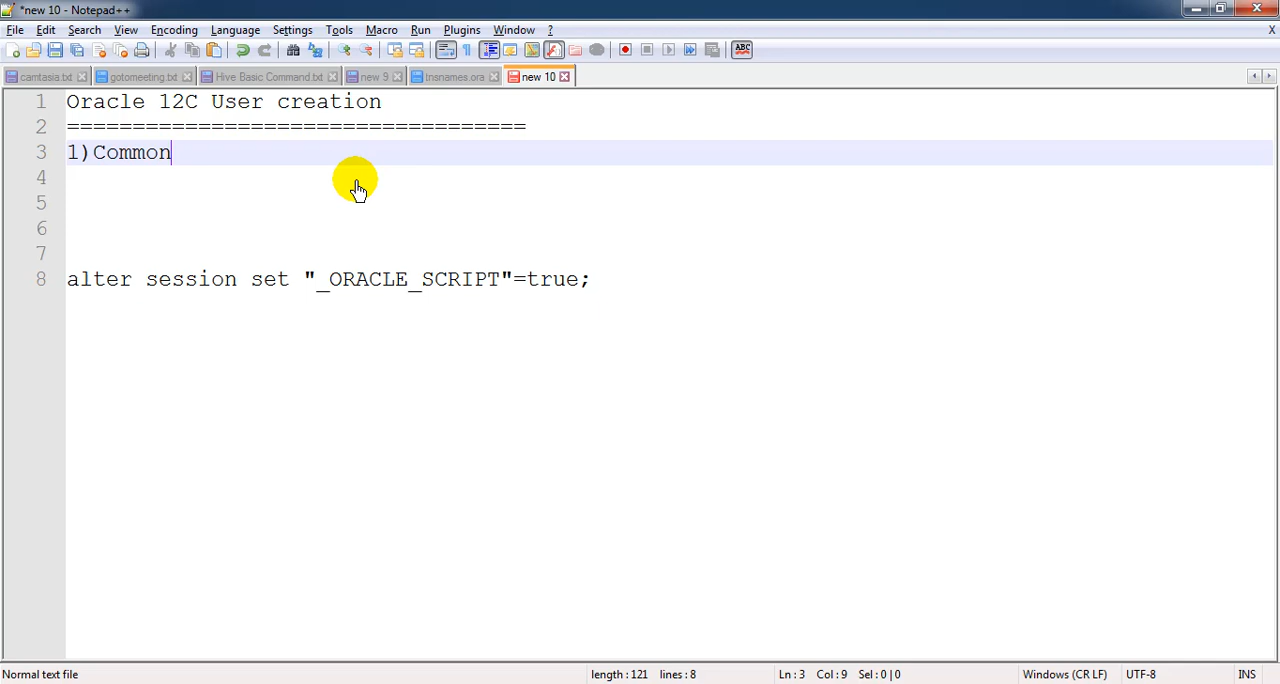 *new 10 - Notepad++
File Edit Search View Encoding Language Settings Tools Macro Run Plugins Window ? X
ABC
camtasia.txt gotomeeting.txt Hive Basic Command.txt new 9 tnsnames.ora new 10
1 Oracle 12C User creation
2 ===================================
3 1)Common
4
5
6
7
8 alter session set "_ORACLE_SCRIPT"=true;
Normal text file length : 121 lines : 8 Ln : 3 Col : 9 Sel : 0 | 0 Windows (CR LF) UTF-8 INS